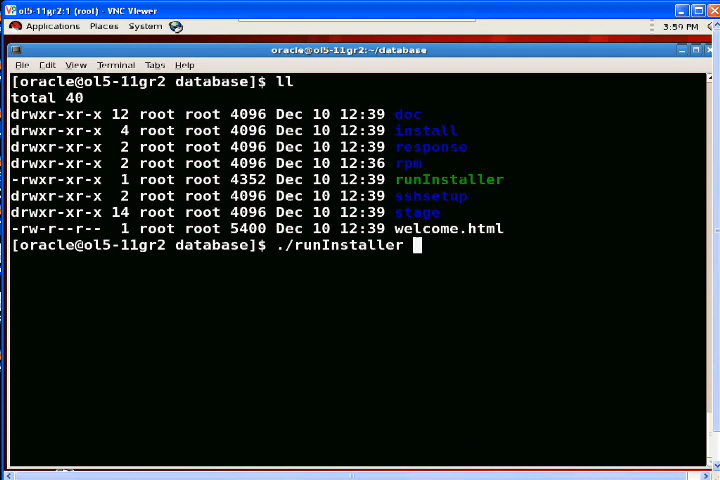 ol5-11gr2:1 (root) - VNC Viewer
Applications Places System 3:59 PM
oracle@ol5-11gr2:~/database
File Edit View Terminal Tabs Help
[oracle@ol5-11gr2 database]$ ll
total 40
drwxr-xr-x 12 root root 4096 Dec 10 12:39 doc
drwxr-xr-x 4 root root 4096 Dec 10 12:39 install
drwxr-xr-x 2 root root 4096 Dec 10 12:39 response
drwxr-xr-x 2 root root 4096 Dec 10 12:36 rpm
-rwxr-xr-x 1 root root 4352 Dec 10 12:39 runInstaller
drwxr-xr-x 2 root root 4096 Dec 10 12:39 sshsetup
drwxr-xr-x 14 root root 4096 Dec 10 12:39 stage
-rw-r--r-- 1 root root 5400 Dec 10 12:39 welcome.html
[oracle@ol5-11gr2 database]$ ./runInstaller